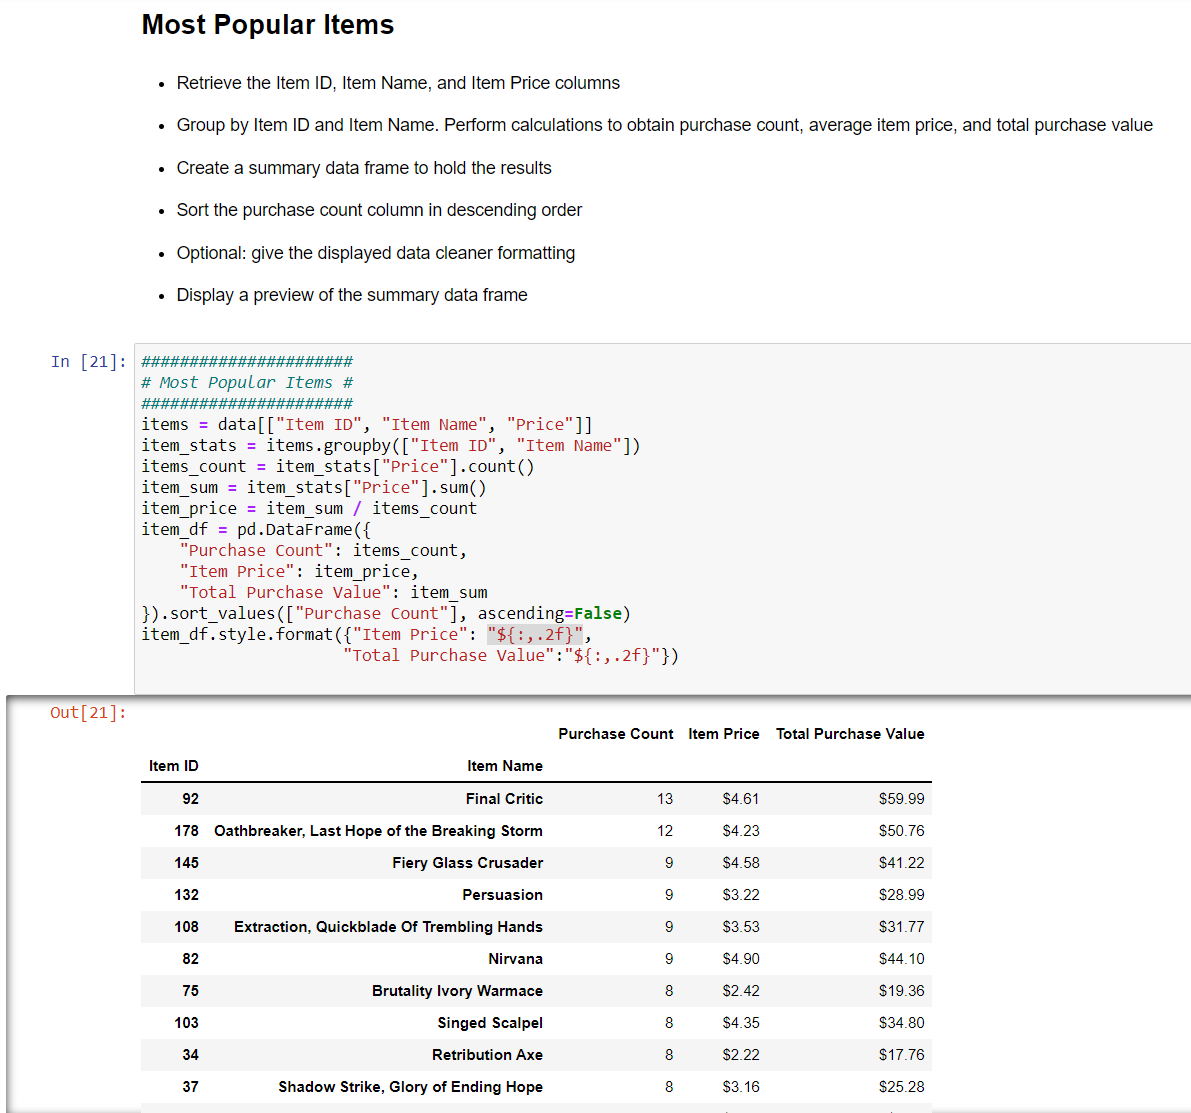 Most Popular Items
• Retrieve the Item ID, Item Name, and Item Price columns
• Group by Item ID and Item Name. Perform calculations to obtain purchase count, average item price, and total purchase value
• Create a summary data frame to hold the results
• Sort the purchase count column in descending order
• Optional: give the displayed data cleaner formatting
• Display a preview of the summary data frame
In [21]: ######################
# Most Popular Items #
######################
items = data[["Item ID", "Item Name", "Price"]]
item_stats = items.groupby(["Item ID", "Item Name"])
items_count = item_stats["Price"].count()
item_sum = item_stats["Price"].sum()
item_price = item_sum / items_count
item_df = pd.DataFrame({
    "Purchase Count": items_count,
    "Item Price": item_price,
    "Total Purchase Value": item_sum
}).sort_values(["Purchase Count"], ascending=False)
item_df.style.format({"Item Price": "${:,.2f}",
                     "Total Purchase Value":"${:,.2f}"})
Out[21]:
Purchase Count Item Price Total Purchase Value
Item ID Item Name
92 Final Critic 13 $4.61 $59.99
178 Oathbreaker, Last Hope of the Breaking Storm 12 $4.23 $50.76
145 Fiery Glass Crusader 9 $4.58 $41.22
132 Persuasion 9 $3.22 $28.99
108 Extraction, Quickblade Of Trembling Hands 9 $3.53 $31.77
82 Nirvana 9 $4.90 $44.10
75 Brutality Ivory Warmace 8 $2.42 $19.36
103 Singed Scalpel 8 $4.35 $34.80
34 Retribution Axe 8 $2.22 $17.76
37 Shadow Strike, Glory of Ending Hope 8 $3.16 $25.28